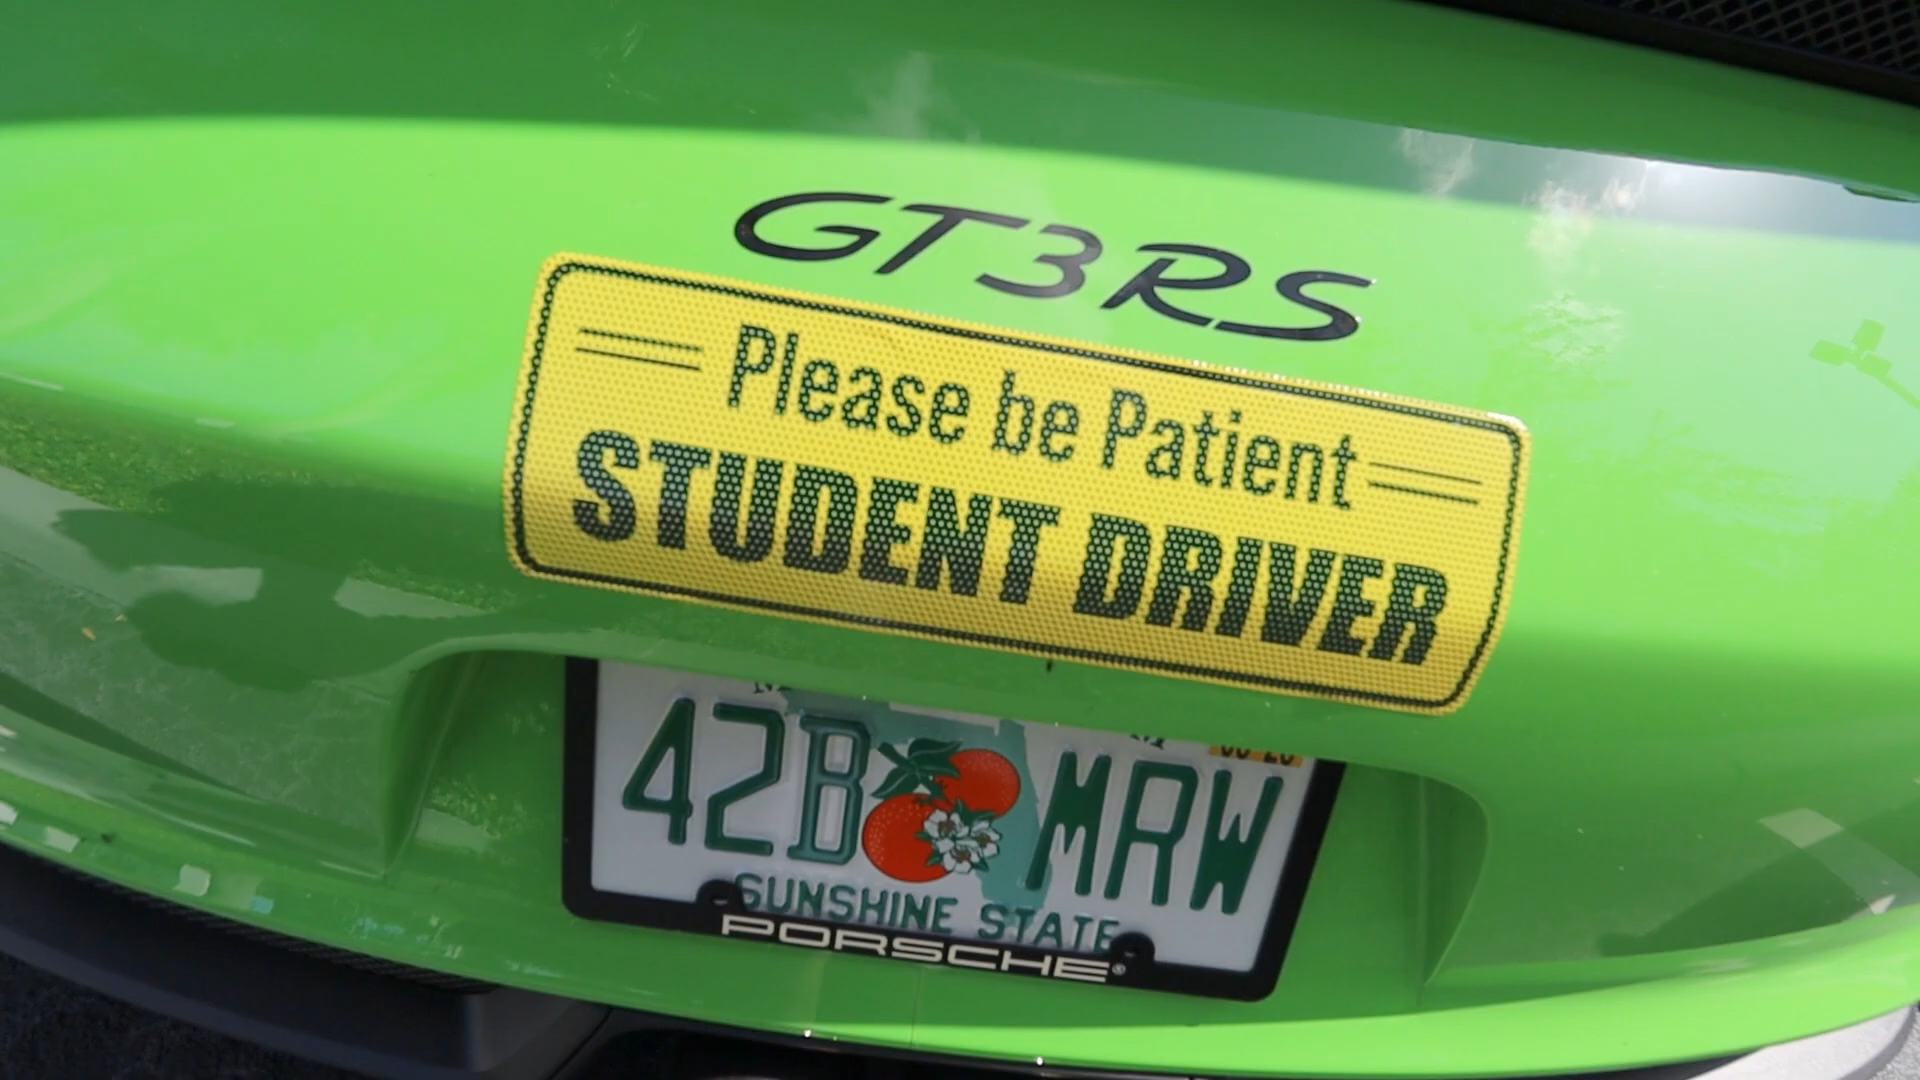 GT3RS
Please be Patient
STUDENT DRIVER
42B MRW
SUNSHINE STATE
PORSCHE